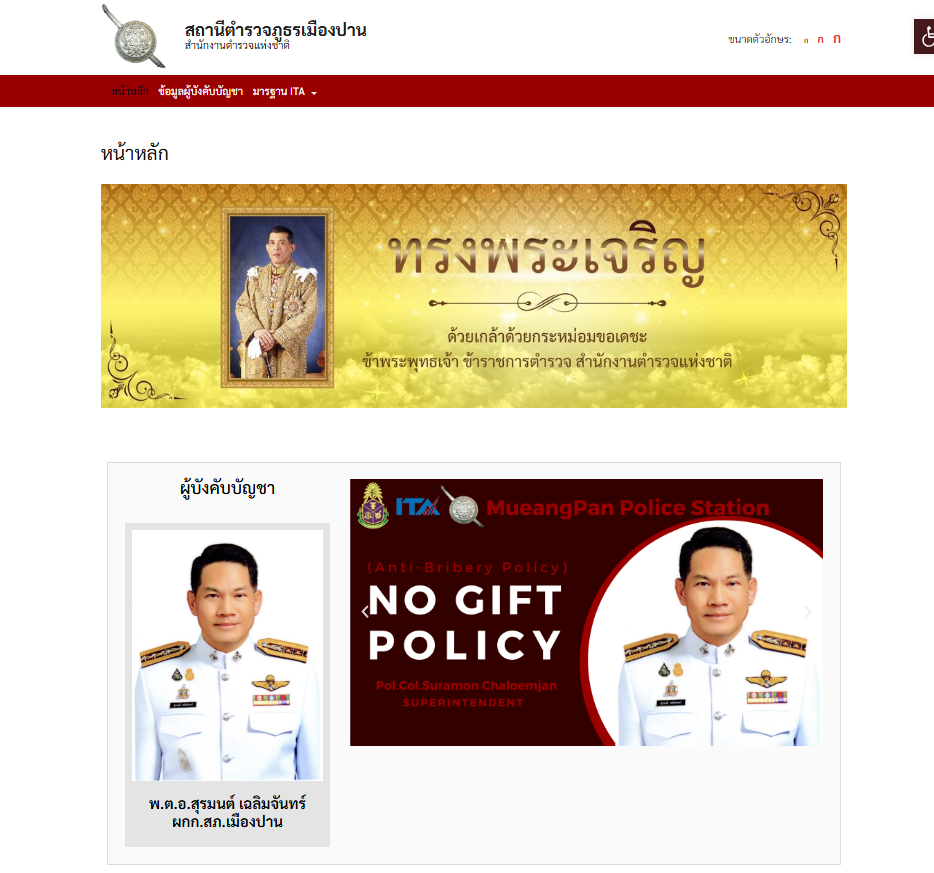 สถานีตำรวจภูธรเมืองปาน
สำนักงานตำรวจแห่งชาติ
ขนาดตัวอักษร: ก ก ก
หน้าหลัก ข้อมูลผู้บังคับบัญชา มารฐาน ITA
หน้าหลัก
ทรงพระเจริญ
ด้วยเกล้าด้วยกระหม่อมขอเดชะ
ข้าพระพุทธเจ้า ข้าราชการตำรวจ สำนักงานตำรวจแห่งชาติ
ผู้บังคับบัญชา
พ.ต.อ.สุรมนต์ เฉลิมจันทร์
ผกก.สภ.เมืองปาน
ITA MueangPan Police Station
(Anti-Bribery Policy)
NO GIFT
POLICY
Pol.Col.Suramon Chaloemjan
SUPERINTENDENT